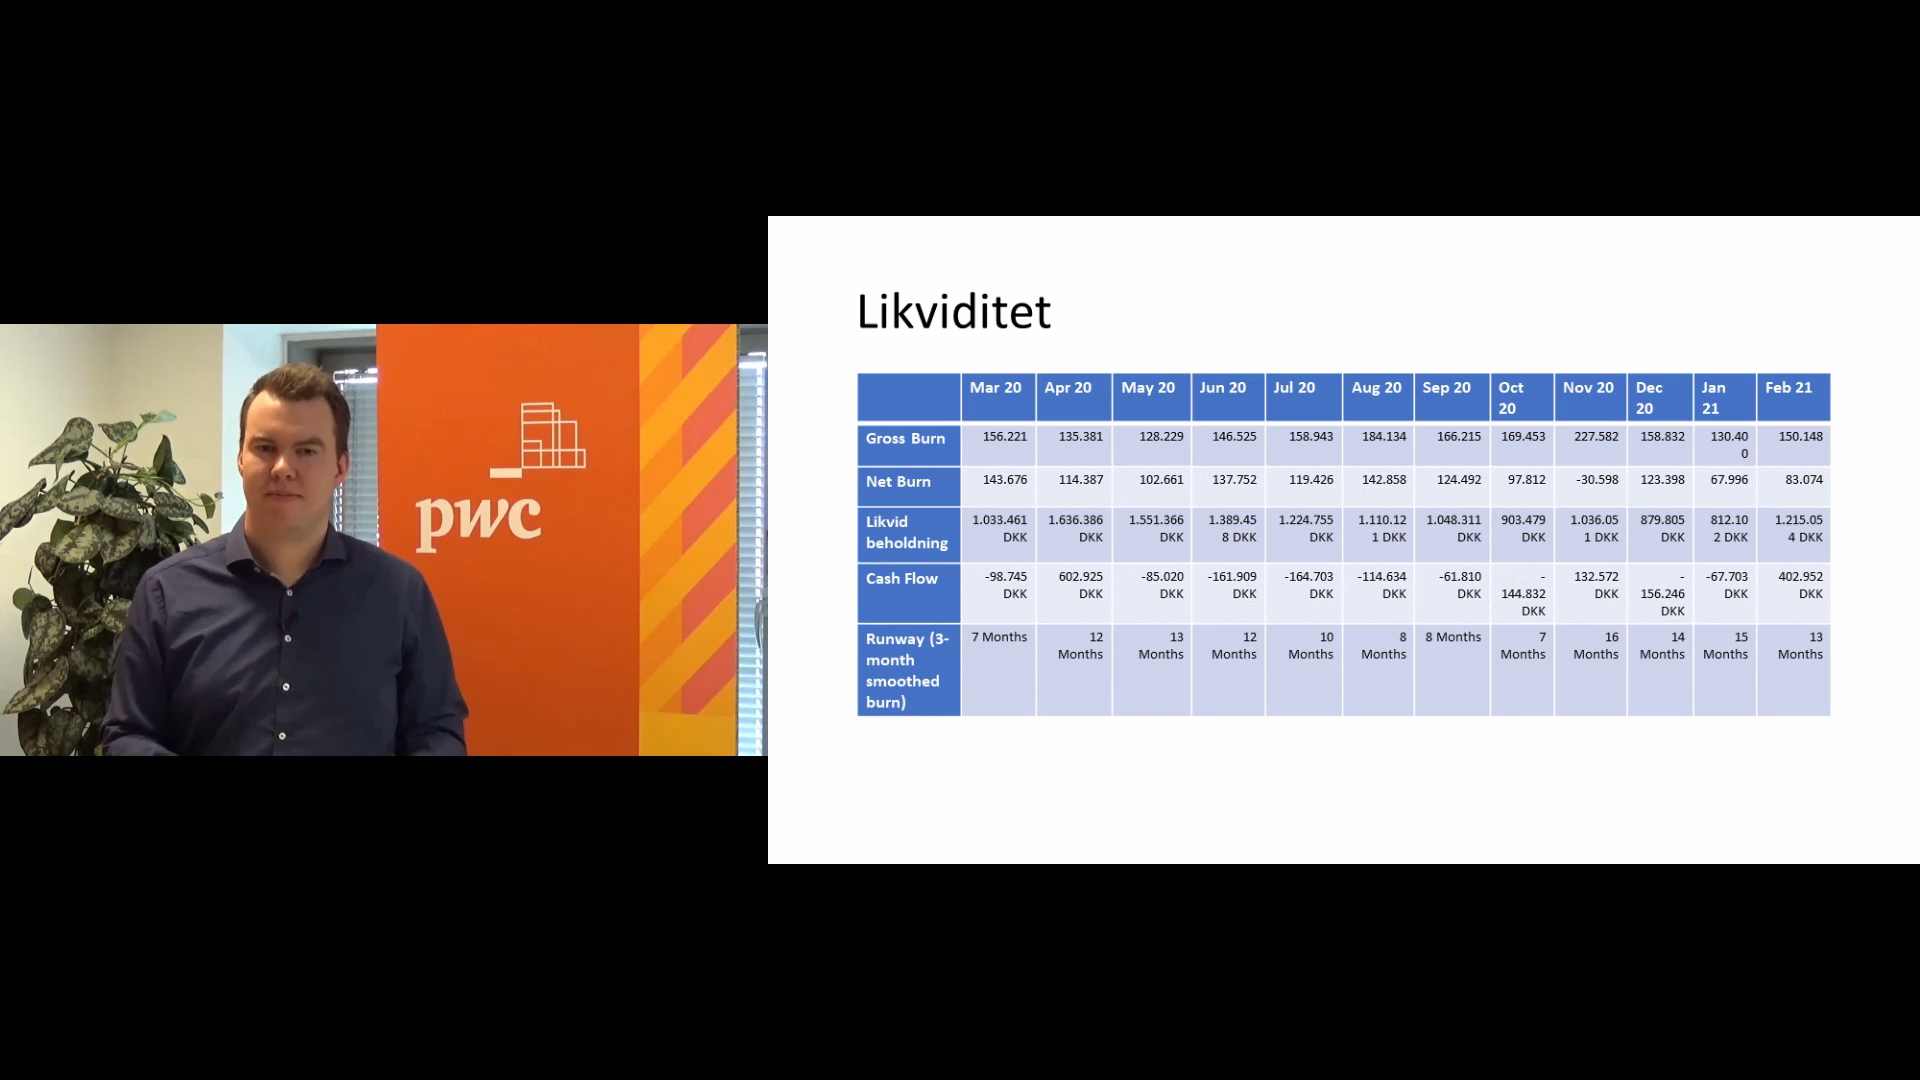 pwc
Likviditet
Mar 20 Apr 20 May 20 Jun 20 Jul 20 Aug 20 Sep 20 Oct 20 Nov 20 Dec 20 Jan 21 Feb 21
Gross Burn 156.221 135.381 128.229 146.525 158.943 184.134 166.215 169.453 227.582 158.832 130.400 150.148
Net Burn 143.676 114.387 102.661 137.752 119.426 142.858 124.492 97.812 -30.598 123.398 67.996 83.074
Likvid beholdning 1.033.461 DKK 1.636.386 DKK 1.551.366 DKK 1.389.458 DKK 1.224.755 DKK 1.110.121 DKK 1.048.311 DKK 903.479 DKK 1.036.051 DKK 879.805 DKK 812.102 DKK 1.215.054 DKK
Cash Flow -98.745 DKK 602.925 DKK -85.020 DKK -161.909 DKK -164.703 DKK -114.634 DKK -61.810 DKK -144.832 DKK 132.572 DKK -156.246 DKK -67.703 DKK 402.952 DKK
Runway (3-month smoothed burn) 7 Months 12 Months 13 Months 12 Months 10 Months 8 Months 8 Months 7 Months 16 Months 14 Months 15 Months 13 Months